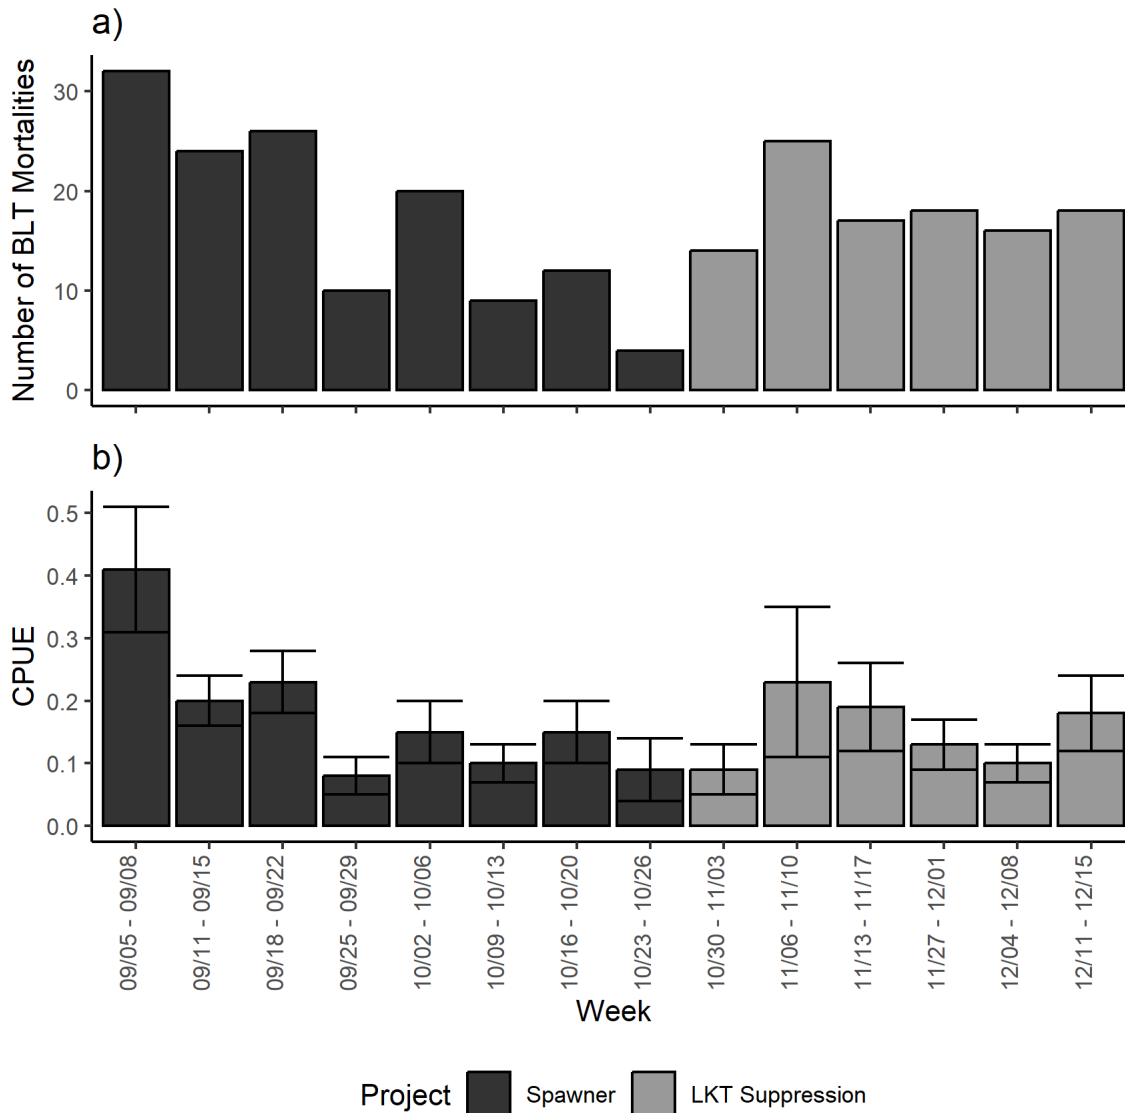 a)
Number of BLT Mortalities
30
20
10
0
b)
CPUE
0.5
0.4
0.3
0.2
0.1
0.0
09/05 - 09/08
09/11 - 09/15
09/18 - 09/22
09/25 - 09/29
10/02 - 10/06
10/09 - 10/13
10/16 - 10/20
10/23 - 10/26
10/30 - 11/03
11/06 - 11/10
11/13 - 11/17
11/27 - 12/01
12/04 - 12/08
12/11 - 12/15
Week
Project Spawner LKT Suppression